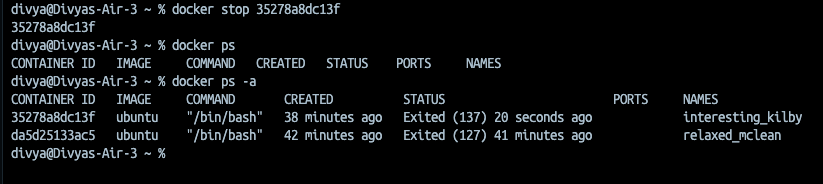 divya@Divyas-Air-3 ~ % docker stop 35278a8dc13f
35278a8dc13f
divya@Divyas-Air-3 ~ % docker ps
CONTAINER ID   IMAGE     COMMAND   CREATED   STATUS    PORTS     NAMES
divya@Divyas-Air-3 ~ % docker ps -a
CONTAINER ID   IMAGE     COMMAND       CREATED          STATUS                        PORTS     NAMES
35278a8dc13f   ubuntu    "/bin/bash"   38 minutes ago   Exited (137) 20 seconds ago             interesting_kilby
da5d25133ac5   ubuntu    "/bin/bash"   42 minutes ago   Exited (127) 41 minutes ago             relaxed_mclean
divya@Divyas-Air-3 ~ %